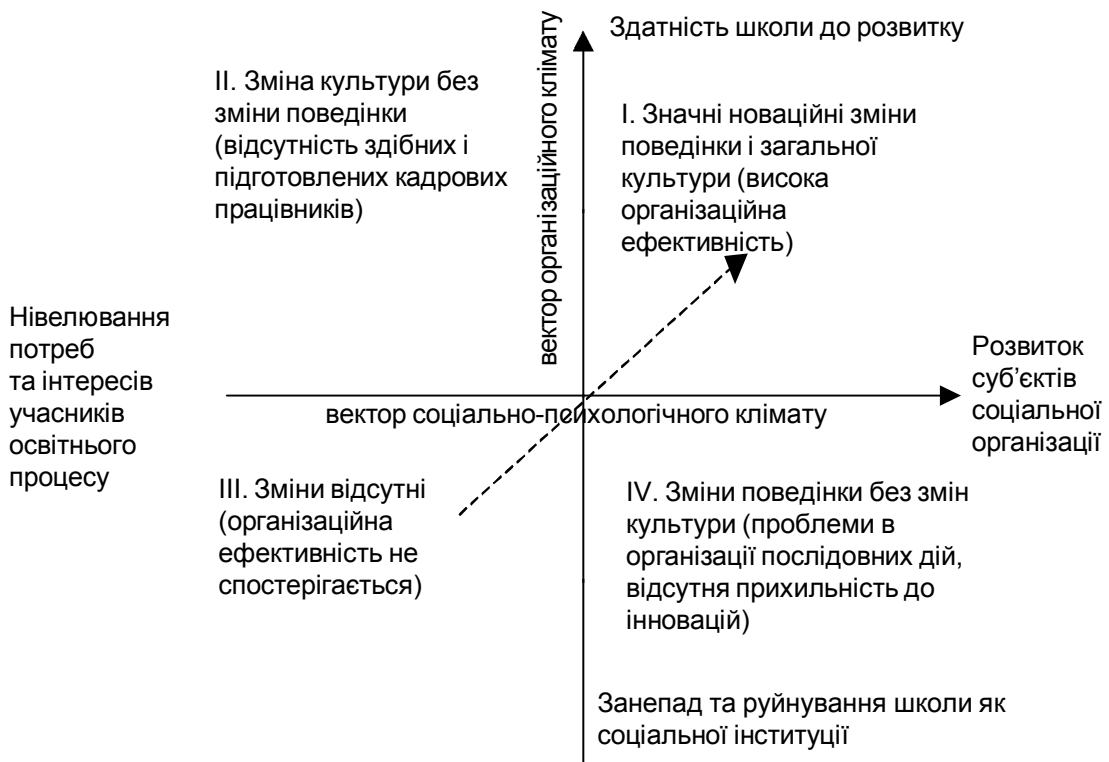 Здатність школи до розвитку
вектор організаційного клімату
ІІ. Зміна культури без
зміни поведінки
(відсутність здібних і
підготовлених кадрових
працівників)
І. Значні новаційні зміни
поведінки і загальної
культури (висока
організаційна
ефективність)
Нівелювання
потреб
та інтересів
учасників
освітнього
процесу
вектор соціально-психологічного клімату
Розвиток
суб’єктів
соціальної
організації
ІІІ. Зміни відсутні
(організаційна
ефективність не
спостерігається)
IV. Зміни поведінки без змін
культури (проблеми в
організації послідовних дій,
відсутня прихильність до
інновацій)
Занепад та руйнування школи як
соціальної інституції